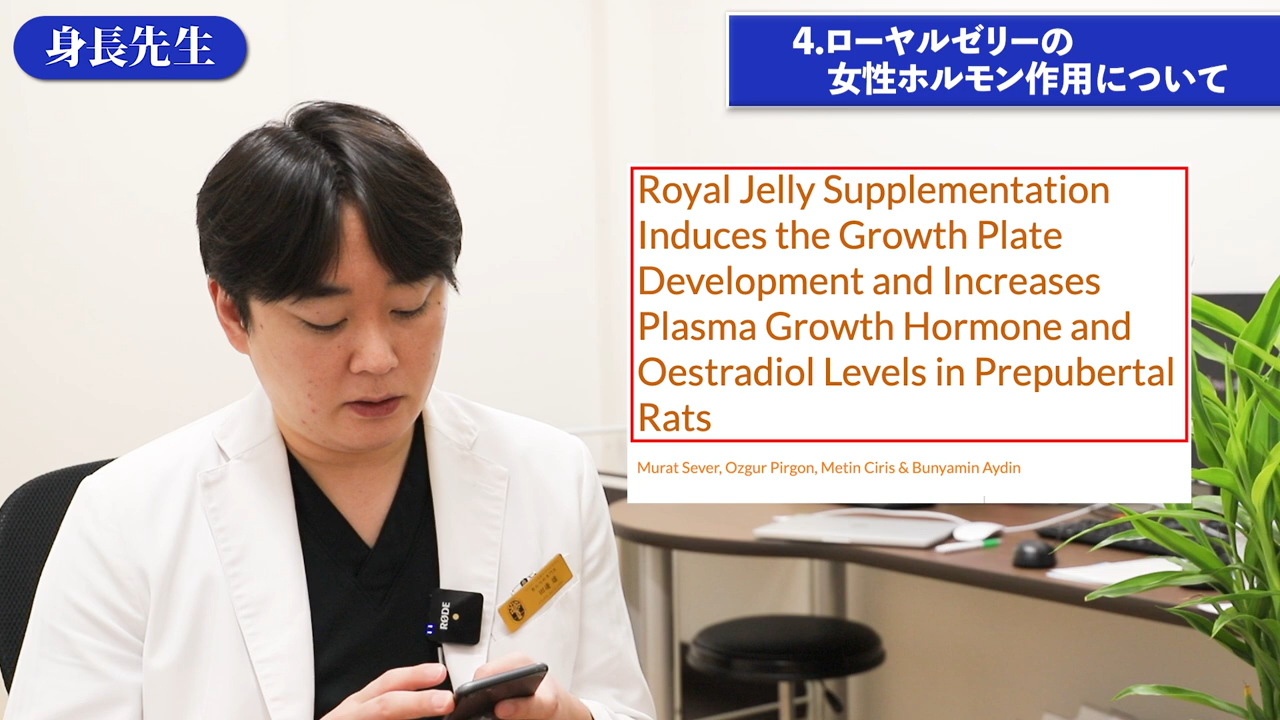 身長先生
4.ローヤルゼリーの
女性ホルモン作用について
Royal Jelly Supplementation
Induces the Growth Plate
Development and Increases
Plasma Growth Hormone and
Oestradiol Levels in Prepubertal
Rats
Murat Sever, Ozgur Pirgon, Metin Ciris & Bunyamin Aydin
RØDE